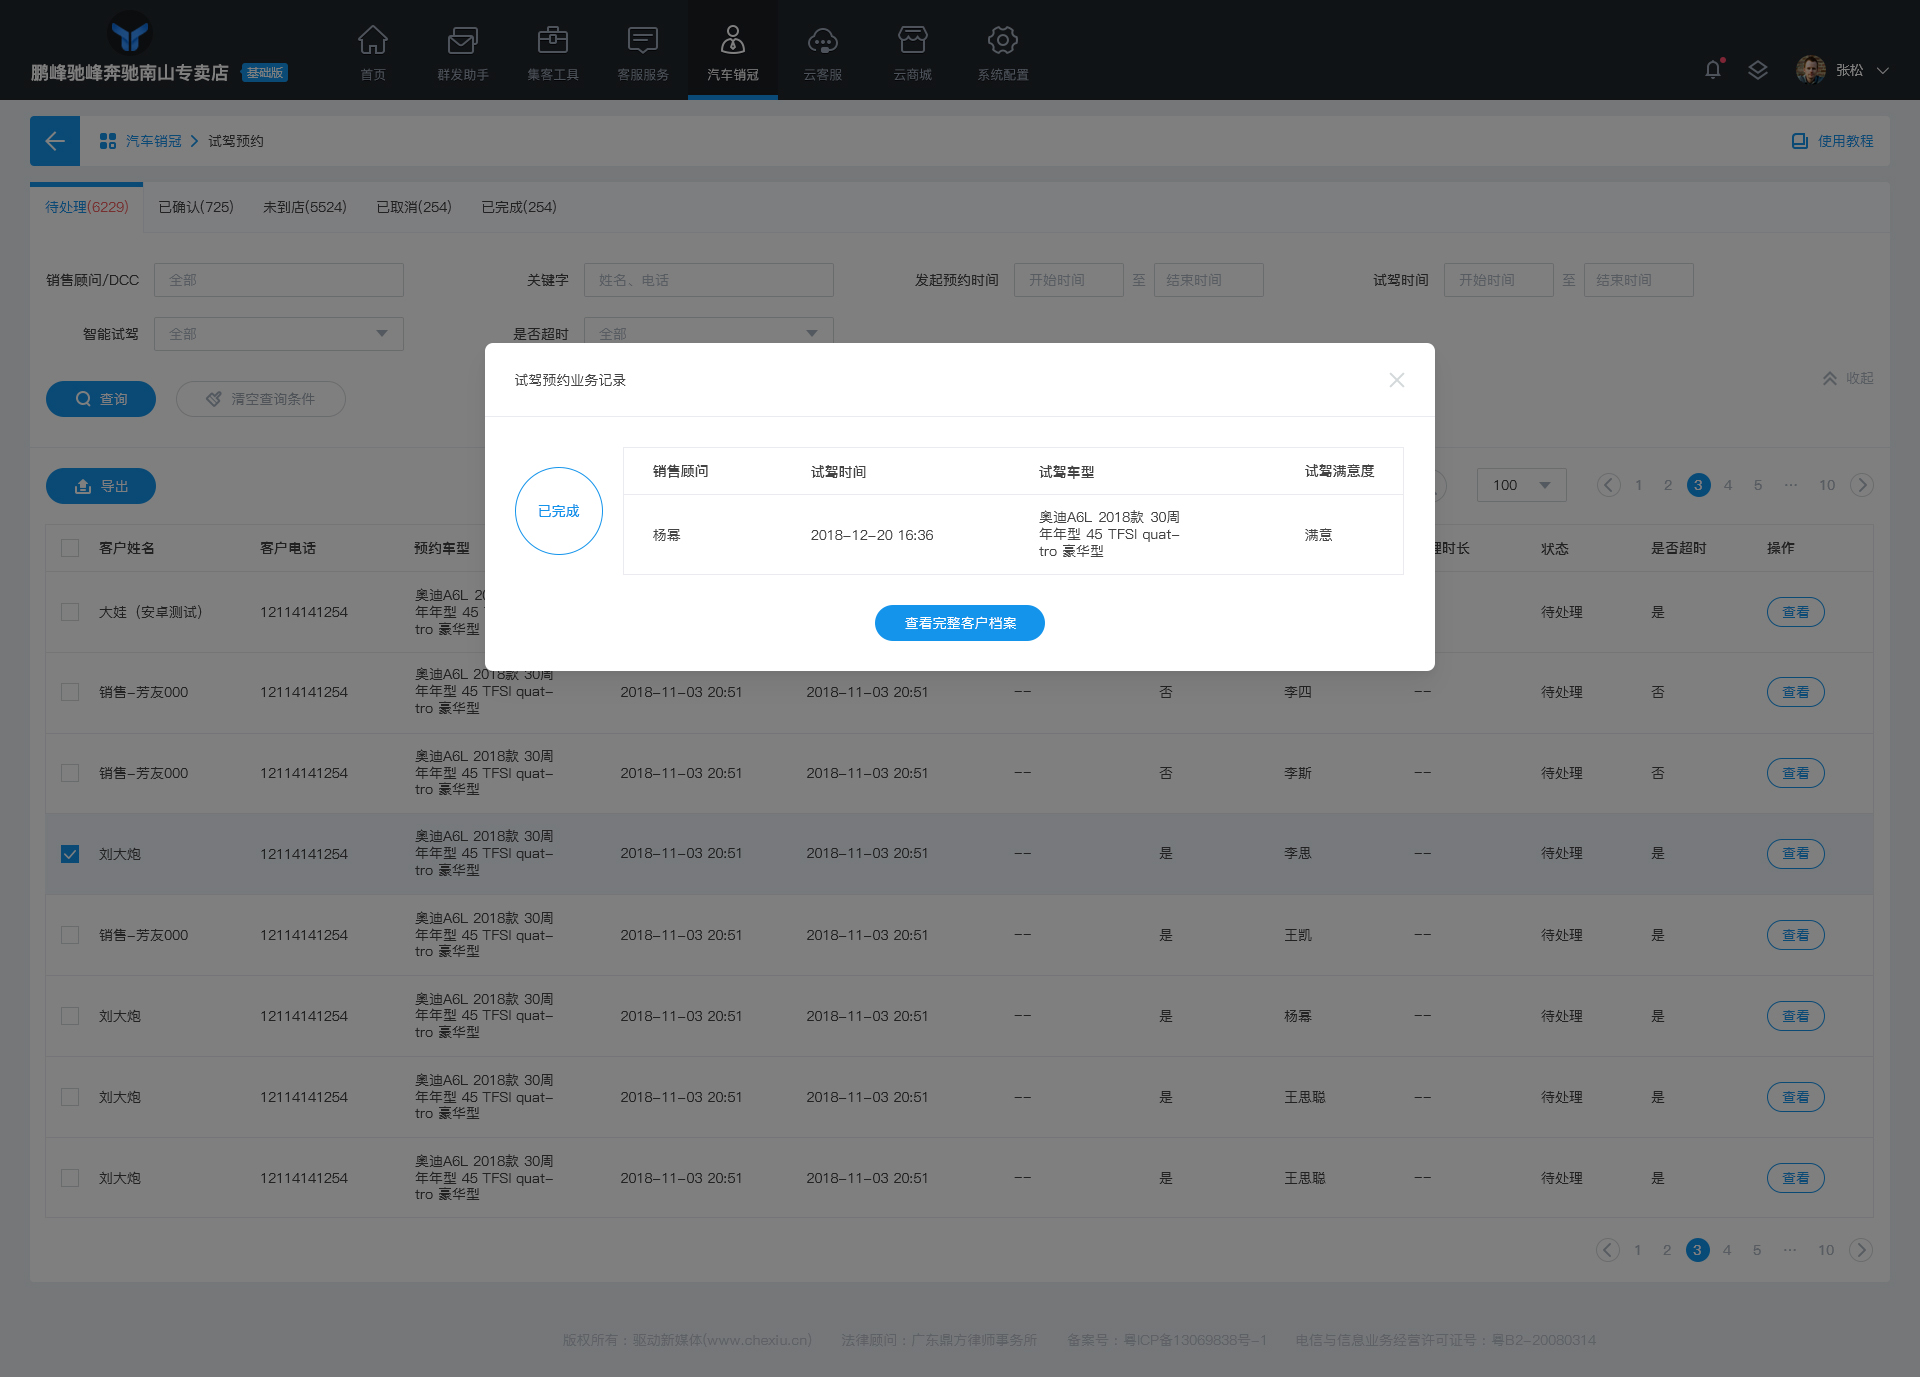 鹏峰驰峰奔驰南山专卖店 基础版
首页 群发助手 集客工具 客服服务 汽车销冠 云客服 云商城 系统配置
张松
汽车销冠 试驾预约
使用教程
待处理(6229) 已确认(725) 未到店(5524) 已取消(254) 已完成(254)
销售顾问/DCC 全部 关键字 姓名、电话 发起预约时间 开始时间 至 结束时间 试驾时间 开始时间 至 结束时间
智能试驾 全部 是否超时 全部
查询 清空查询条件
收起
试驾预约业务记录
已完成
销售顾问 试驾时间 试驾车型 试驾满意度
杨幂 2018-12-20 16:36 奥迪A6L 2018款 30周
年年型 45 TFSI quat-
tro 豪华型 满意
查看完整客户档案
导出
100 1 2 3 4 5 ... 10
客户姓名 客户电话 预约车型 理时长 状态 是否超时 操作
大娃（安卓测试） 12114141254 奥迪A6L 20
年年型 45 T
tro 豪华型 待处理 是 查看
销售-芳友000 12114141254 奥迪A6L 2018款 30周
年年型 45 TFSI quat-
tro 豪华型 2018-11-03 20:51 2018-11-03 20:51 -- 否 李四 -- 待处理 否 查看
销售-芳友000 12114141254 奥迪A6L 2018款 30周
年年型 45 TFSI quat-
tro 豪华型 2018-11-03 20:51 2018-11-03 20:51 -- 否 李斯 -- 待处理 否 查看
刘大炮 12114141254 奥迪A6L 2018款 30周
年年型 45 TFSI quat-
tro 豪华型 2018-11-03 20:51 2018-11-03 20:51 -- 是 李思 -- 待处理 是 查看
销售-芳友000 12114141254 奥迪A6L 2018款 30周
年年型 45 TFSI quat-
tro 豪华型 2018-11-03 20:51 2018-11-03 20:51 -- 是 王凯 -- 待处理 是 查看
刘大炮 12114141254 奥迪A6L 2018款 30周
年年型 45 TFSI quat-
tro 豪华型 2018-11-03 20:51 2018-11-03 20:51 -- 是 杨幂 -- 待处理 是 查看
刘大炮 12114141254 奥迪A6L 2018款 30周
年年型 45 TFSI quat-
tro 豪华型 2018-11-03 20:51 2018-11-03 20:51 -- 是 王思聪 -- 待处理 是 查看
刘大炮 12114141254 奥迪A6L 2018款 30周
年年型 45 TFSI quat-
tro 豪华型 2018-11-03 20:51 2018-11-03 20:51 -- 是 王思聪 -- 待处理 是 查看
1 2 3 4 5 ... 10
版权所有：驱动新媒体(www.chexiu.cn) 法律顾问：广东鼎方律师事务所 备案号：粤ICP备13069838号-1 电信与信息业务经营许可证号：粤B2-20080314